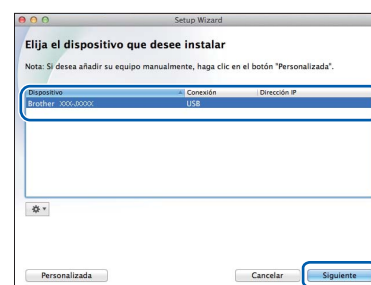 Setup Wizard
Elija el dispositivo que desee instalar
Nota: Si desea añadir su equipo manualmente, haga clic en el botón "Personalizada".
Dispositivo Conexión Dirección IP
Brother XXX-XXXX USB
Personalizada Cancelar Siguiente